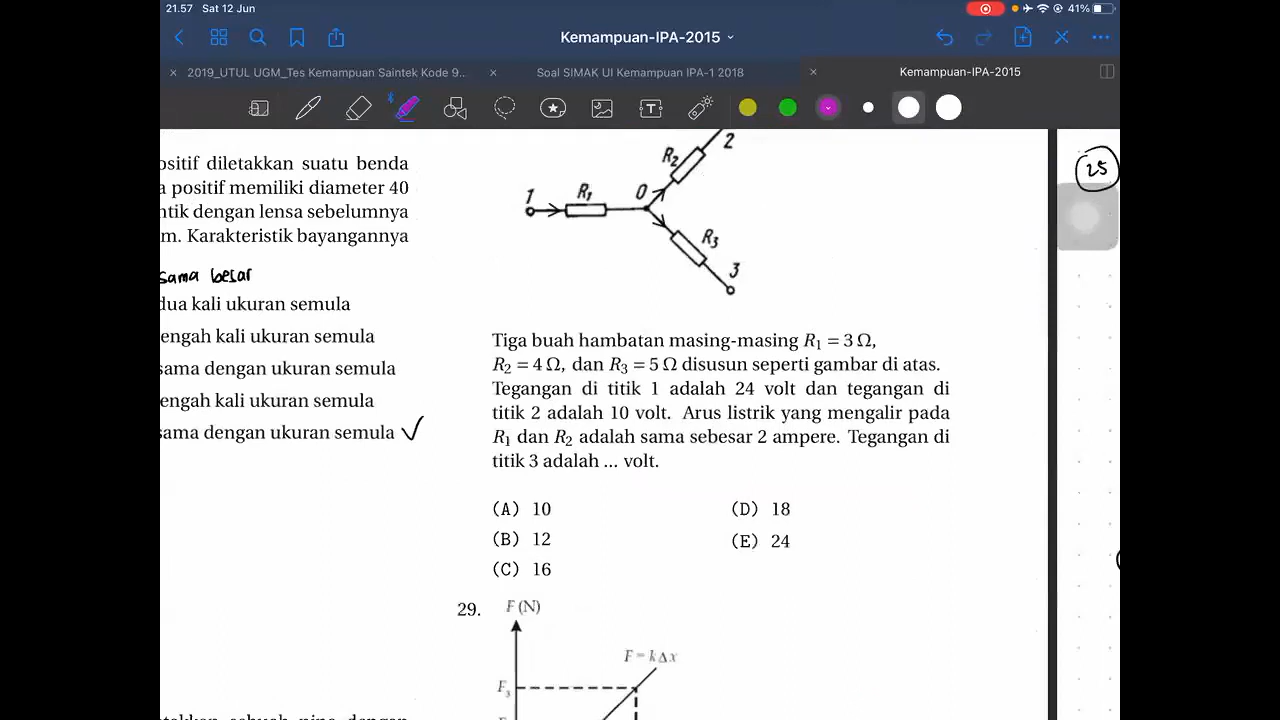 21.57 Sat 12 Jun
41%
Kemampuan-IPA-2015
2019_UTUL UGM_Tes Kemampuan Saintek Kode 9...
Soal SIMAK UI Kemampuan IPA-1 2018
Kemampuan-IPA-2015
ositif diletakkan suatu benda
a positif memiliki diameter 40
ntik dengan lensa sebelumnya
m. Karakteristik bayangannya
sama besar
dua kali ukuran semula
engah kali ukuran semula
sama dengan ukuran semula
engah kali ukuran semula
sama dengan ukuran semula ✓
2
R2
1
R1
0
R3
3
25
Tiga buah hambatan masing-masing R₁ = 3 Ω,
R₂ = 4 Ω, dan R₃ = 5 Ω disusun seperti gambar di atas.
Tegangan di titik 1 adalah 24 volt dan tegangan di
titik 2 adalah 10 volt. Arus listrik yang mengalir pada
R₁ dan R₂ adalah sama sebesar 2 ampere. Tegangan di
titik 3 adalah ... volt.
(A) 10
(B) 12
(C) 16
(D) 18
(E) 24
29.
F (N)
F = kΔx
F₃